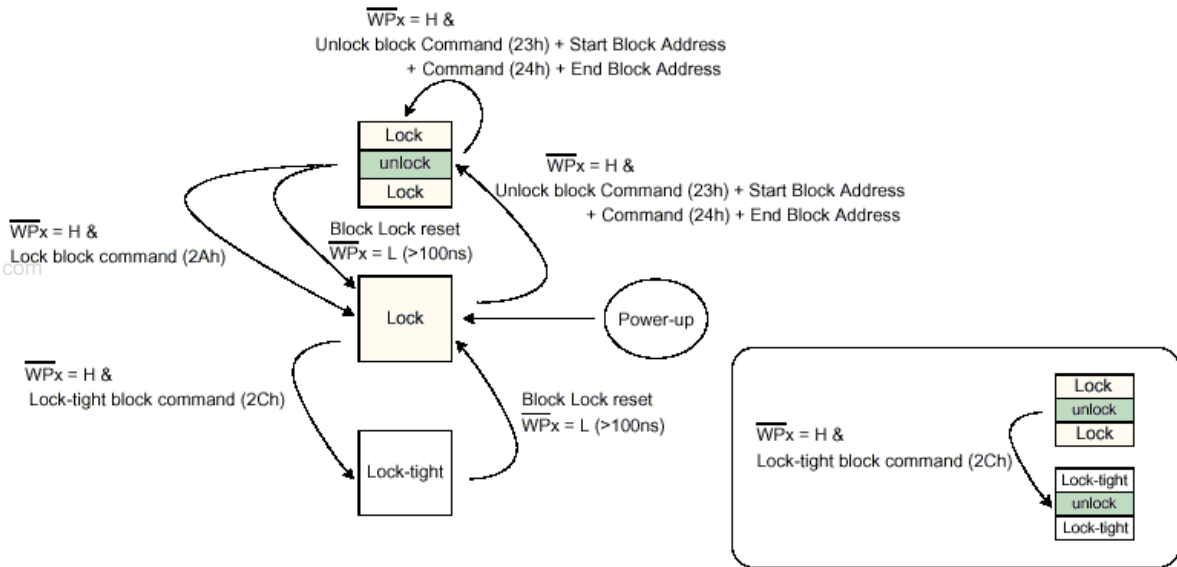 WPx = H &
Unlock block Command (23h) + Start Block Address
+ Command (24h) + End Block Address
Lock
unlock
Lock
WPx = H &
Unlock block Command (23h) + Start Block Address
+ Command (24h) + End Block Address
WPx = H &
Lock block command (2Ah)
Block Lock reset
WPx = L (>100ns)
.com
Lock
Power-up
WPx = H &
Lock-tight block command (2Ch)
Block Lock reset
WPx = L (>100ns)
Lock-tight
WPx = H &
Lock-tight block command (2Ch)
Lock
unlock
Lock
Lock-tight
unlock
Lock-tight